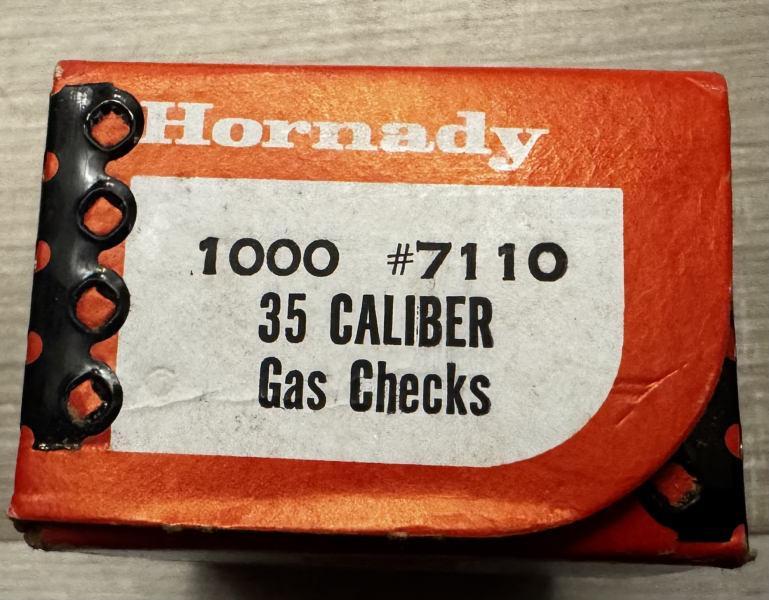 Hornady
1000 #7110
35 CALIBER
Gas Checks